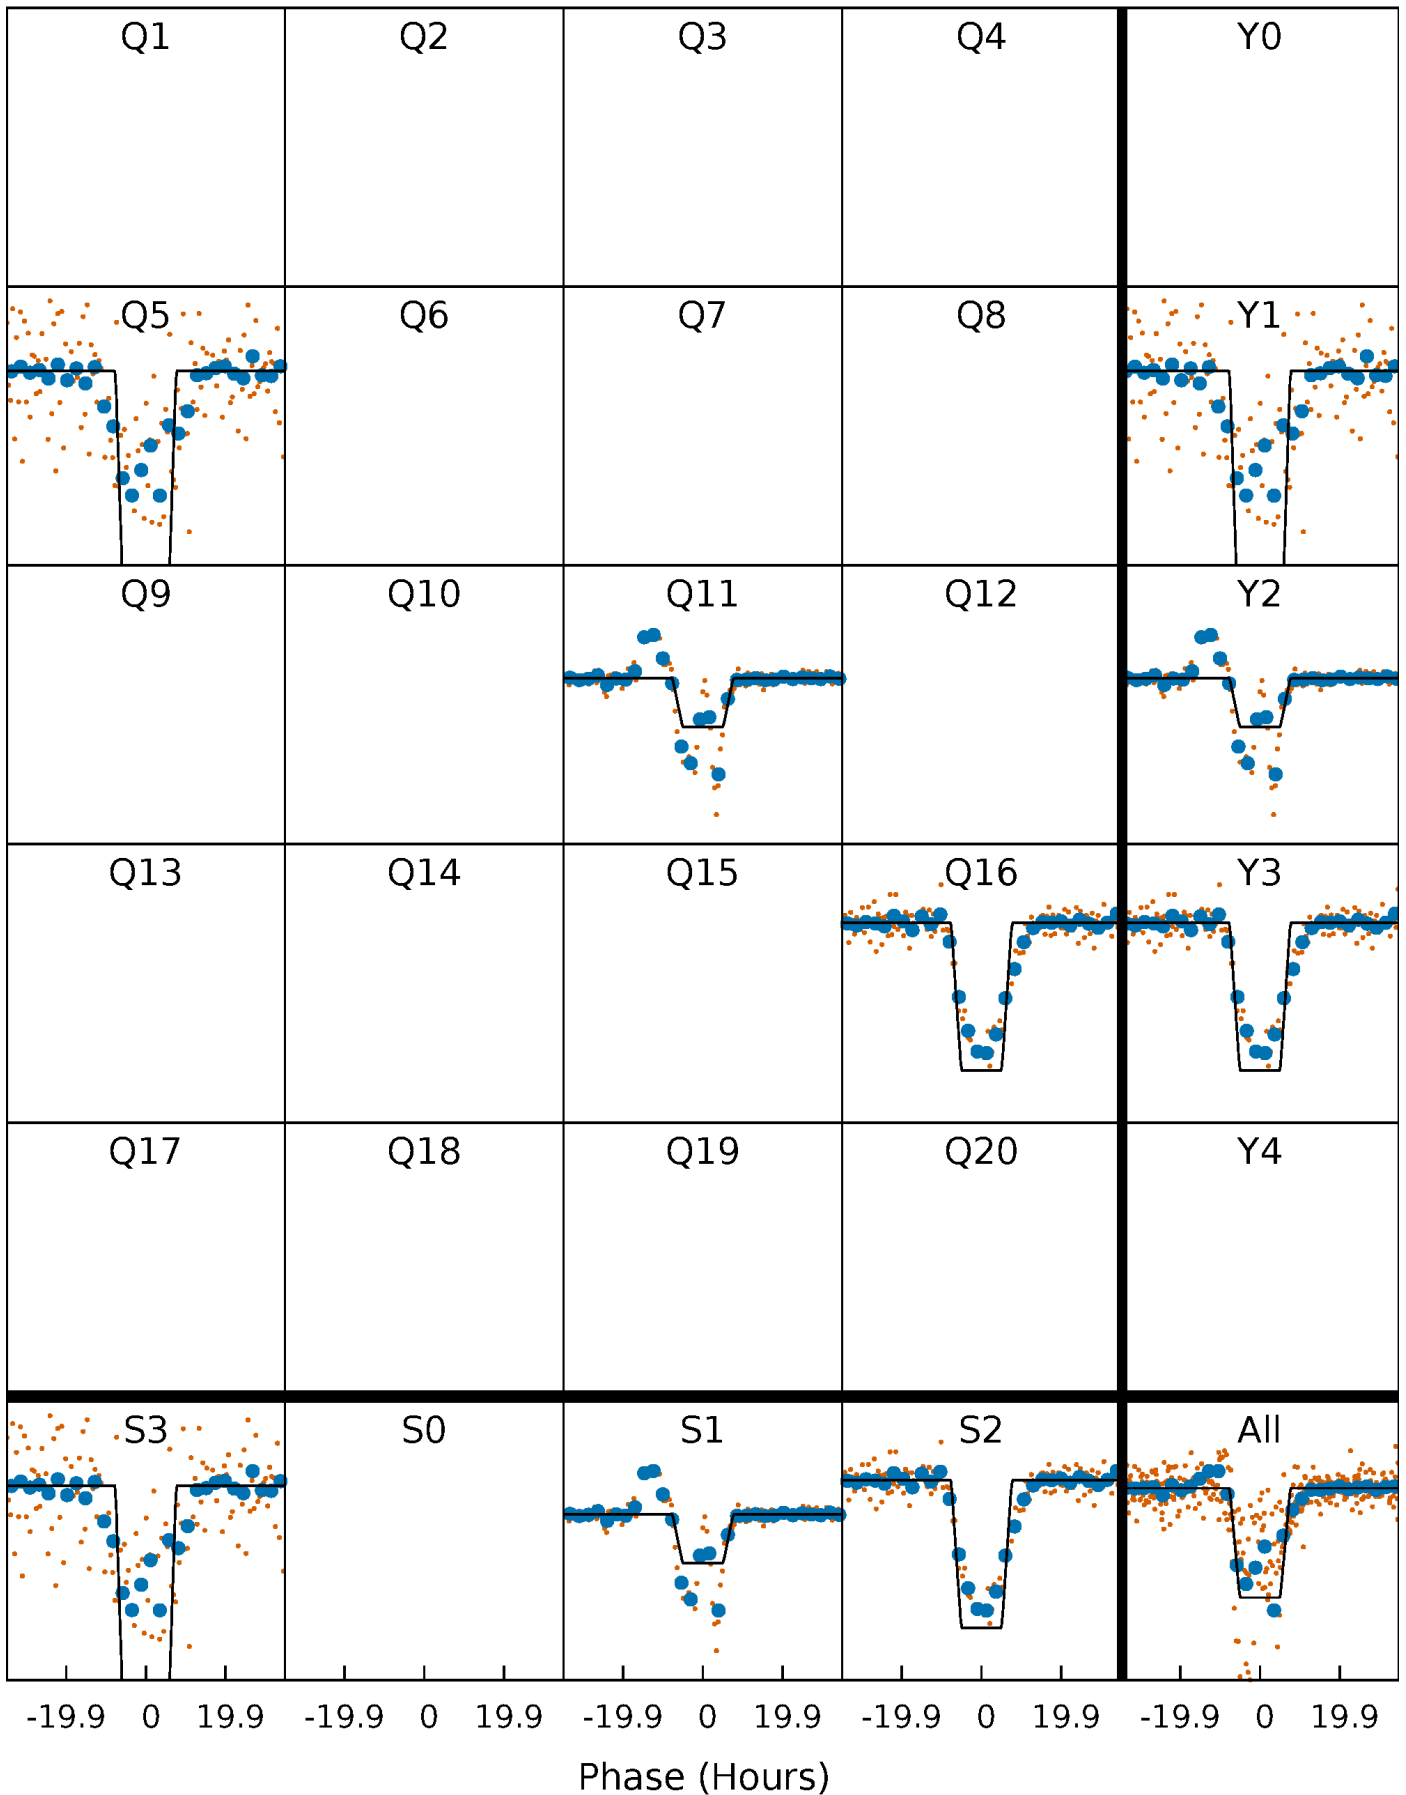 Q1 Q2 Q3 Q4 Y0
Q5 Q6 Q7 Q8 Y1
Q9 Q10 Q11 Q12 Y2
Q13 Q14 Q15 Q16 Y3
Q17 Q18 Q19 Q20 Y4
S3 S0 S1 S2 All
-19.9 0 19.9 -19.9 0 19.9 -19.9 0 19.9 -19.9 0 19.9 -19.9 0 19.9
Phase (Hours)